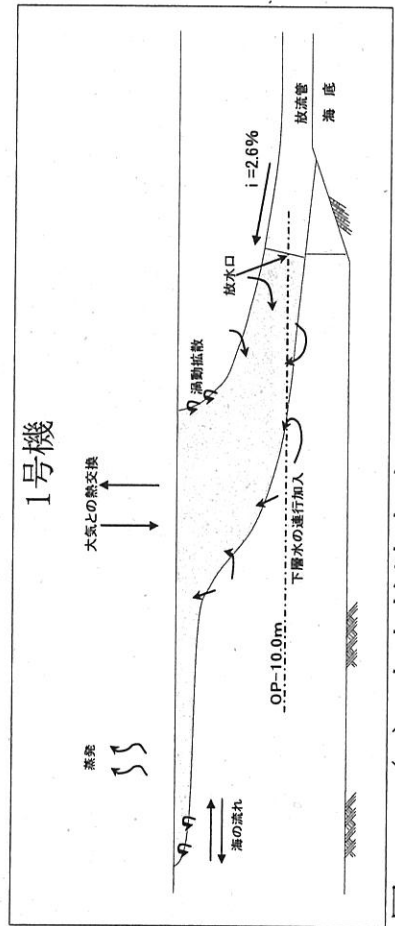 1号機
蒸発
大気との熱交換
渦動拡散
i=2.6%
放水口
放流管
海底
海の流れ
OP-10.0m
下層水の連行加入